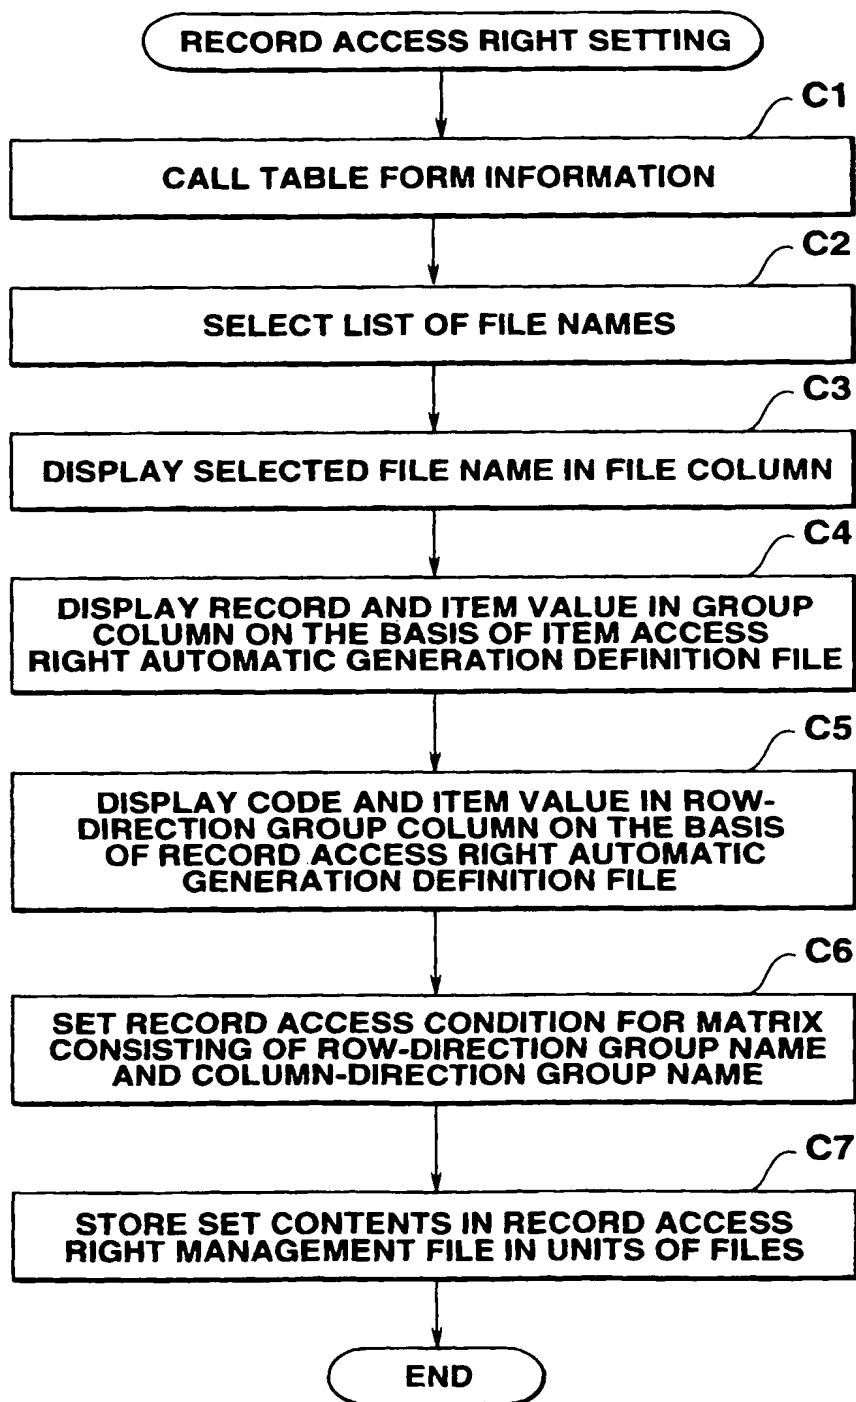 RECORD ACCESS RIGHT SETTING
C1
CALL TABLE FORM INFORMATION
C2
SELECT LIST OF FILE NAMES
C3
DISPLAY SELECTED FILE NAME IN FILE COLUMN
C4
DISPLAY RECORD AND ITEM VALUE IN GROUP
COLUMN ON THE BASIS OF ITEM ACCESS
RIGHT AUTOMATIC GENERATION DEFINITION FILE
C5
DISPLAY CODE AND ITEM VALUE IN ROW-
DIRECTION GROUP COLUMN ON THE BASIS
OF RECORD ACCESS RIGHT AUTOMATIC
GENERATION DEFINITION FILE
C6
SET RECORD ACCESS CONDITION FOR MATRIX
CONSISTING OF ROW-DIRECTION GROUP NAME
AND COLUMN-DIRECTION GROUP NAME
C7
STORE SET CONTENTS IN RECORD ACCESS
RIGHT MANAGEMENT FILE IN UNITS OF FILES
END